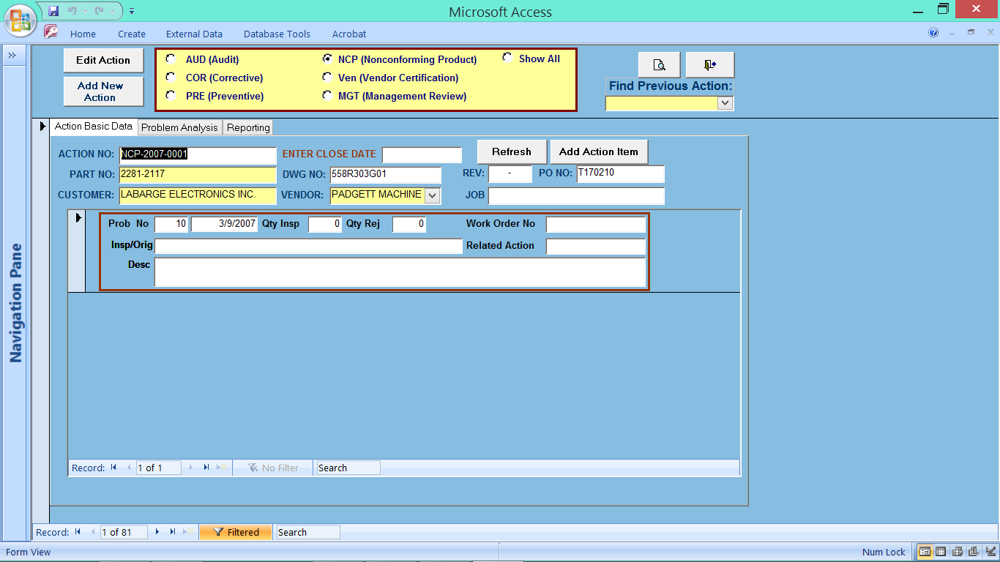 Microsoft Access
Home Create External Data Database Tools Acrobat
Edit Action
Add New
Action
AUD (Audit) NCP (Nonconforming Product) Show All
COR (Corrective) Ven (Vendor Certification)
PRE (Preventive) MGT (Management Review)
Find Previous Action:
Action Basic Data Problem Analysis Reporting
ACTION NO: NCP-2007-0001 ENTER CLOSE DATE Refresh Add Action Item
PART NO: 2281-2117 DWG NO: 558R303G01 REV: - PO NO: T170210
CUSTOMER: LABARGE ELECTRONICS INC. VENDOR: PADGETT MACHINE JOB
Prob No 10 3/9/2007 Qty Insp 0 Qty Rej 0 Work Order No
Insp/Orig Related Action
Desc
Navigation Pane
Record: 1 of 1 No Filter Search
Record: 1 of 81 Filtered Search
Form View Num Lock